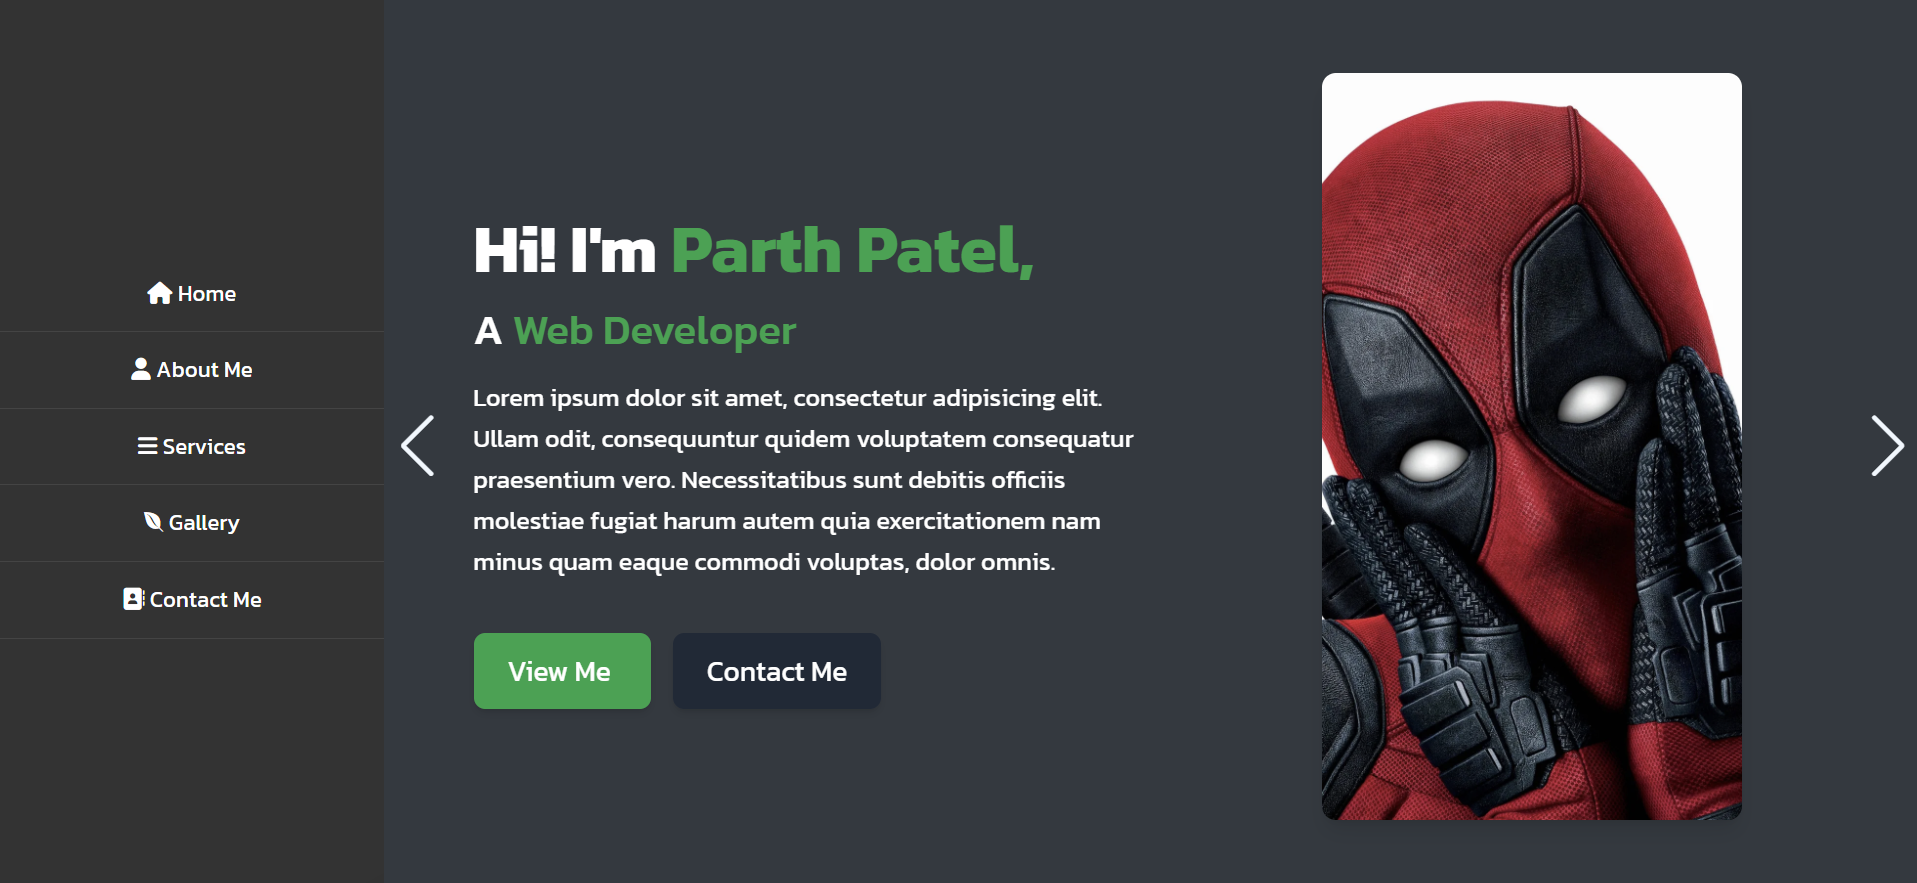 Home
About Me
Services
Gallery
Contact Me
Hi! I'm Parth Patel,
A Web Developer
Lorem ipsum dolor sit amet, consectetur adipisicing elit.
Ullam odit, consequuntur quidem voluptatem consequatur
praesentium vero. Necessitatibus sunt debitis officiis
molestiae fugiat harum autem quia exercitationem nam
minus quam eaque commodi voluptas, dolor omnis.
View Me
Contact Me